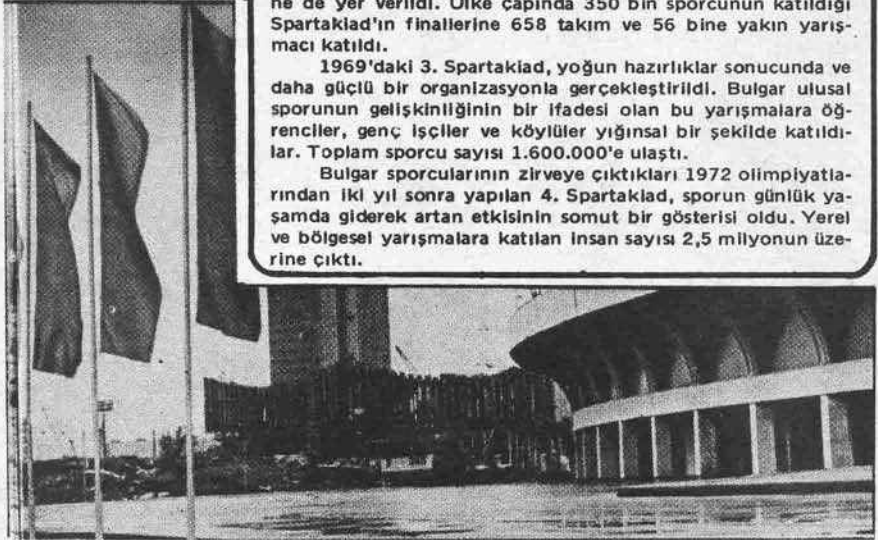 ne de yer verildi. Ülke çapında 350 bin sporcunun katıldığı
Spartakiad'ın finallerine 658 takım ve 56 bine yakın yarış-
macı katıldı.
1969'daki 3. Spartakiad, yoğun hazırlıklar sonucunda ve
daha güçlü bir organizasyonla gerçekleştirildi. Bulgar ulusal
sporunun gelişkinliğinin bir ifadesi olan bu yarışmalara öğ-
renciler, genç işçiler ve köylüler yığınsal bir şekilde katıldı-
lar. Toplam sporcu sayısı 1.600.000'e ulaştı.
Bulgar sporcularının zirveye çıktıkları 1972 olimpiyatla-
rından iki yıl sonra yapılan 4. Spartakiad, sporun günlük ya-
şamda giderek artan etkisinin somut bir gösterisi oldu. Yerel
ve bölgesel yarışmalara katılan insan sayısı 2,5 milyonun üze-
rine çıktı.